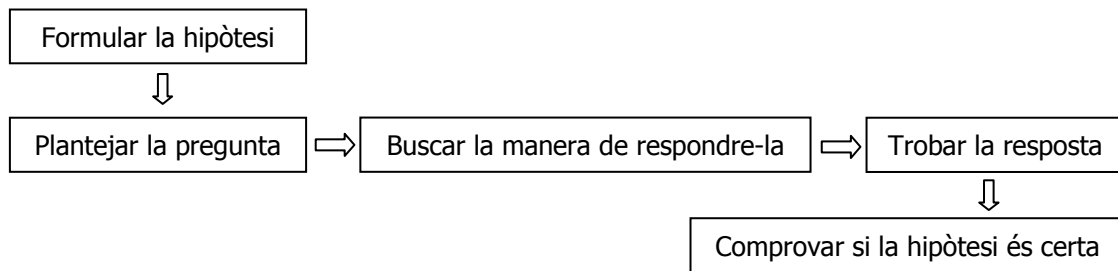 Formular la hipòtesi
Plantejar la pregunta
Buscar la manera de respondre-la
Trobar la resposta
Comprovar si la hipòtesi és certa